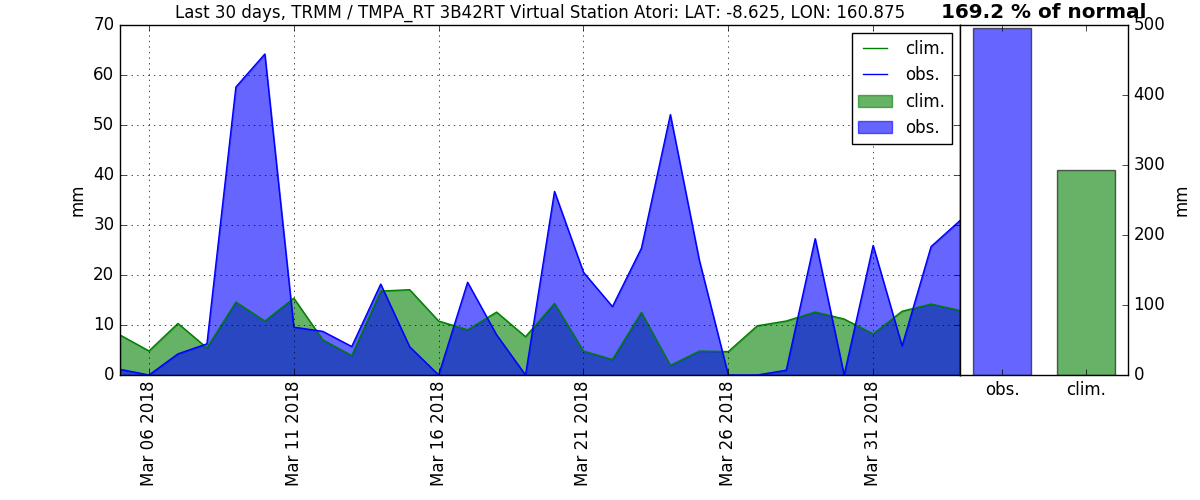 Last 30 days, TRMM / TMPA_RT 3B42RT Virtual Station Atori: LAT: -8.625, LON: 160.875
169.2 % of normal
70
60
50
40
30
20
10
0
mm
clim.
obs.
clim.
obs.
500
400
300
200
100
0
mm
obs.
clim.
Mar 06 2018
Mar 11 2018
Mar 16 2018
Mar 21 2018
Mar 26 2018
Mar 31 2018